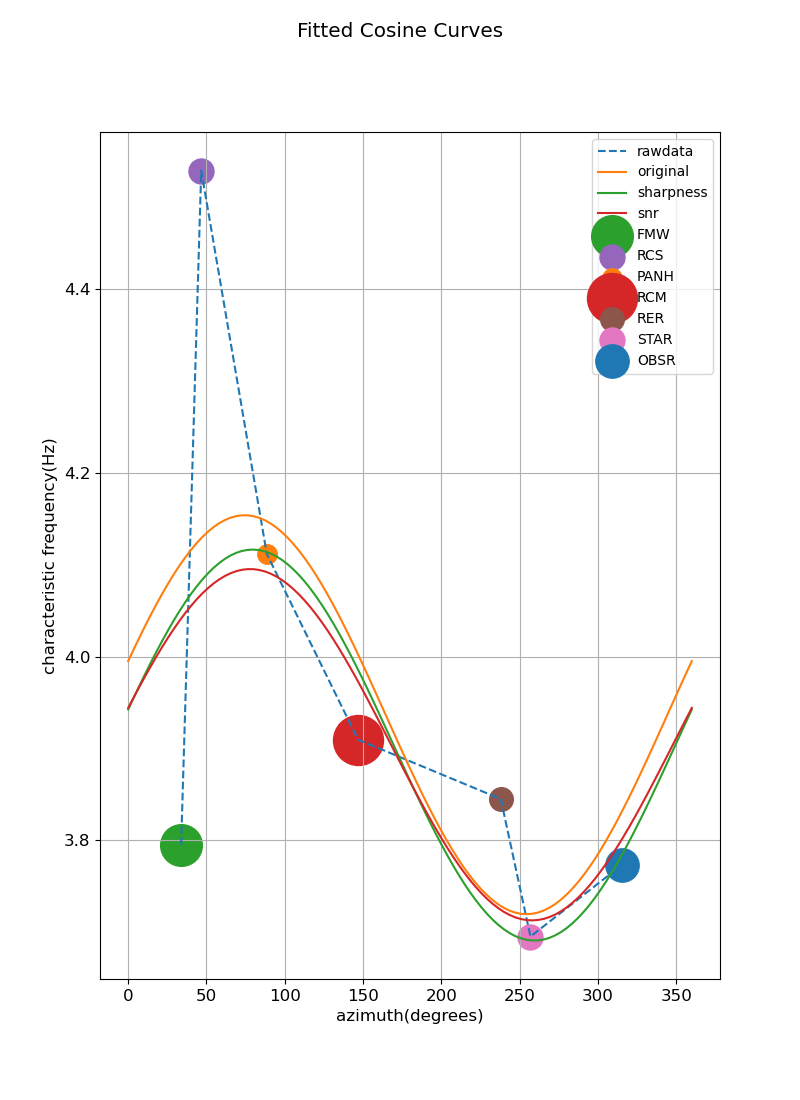 Fitted Cosine Curves
rawdata
original
sharpness
snr
FMW
RCS
PANH
RCM
RER
STAR
OBSR
characteristic frequency(Hz)
4.4
4.2
4.0
3.8
0 50 100 150 200 250 300 350
azimuth(degrees)